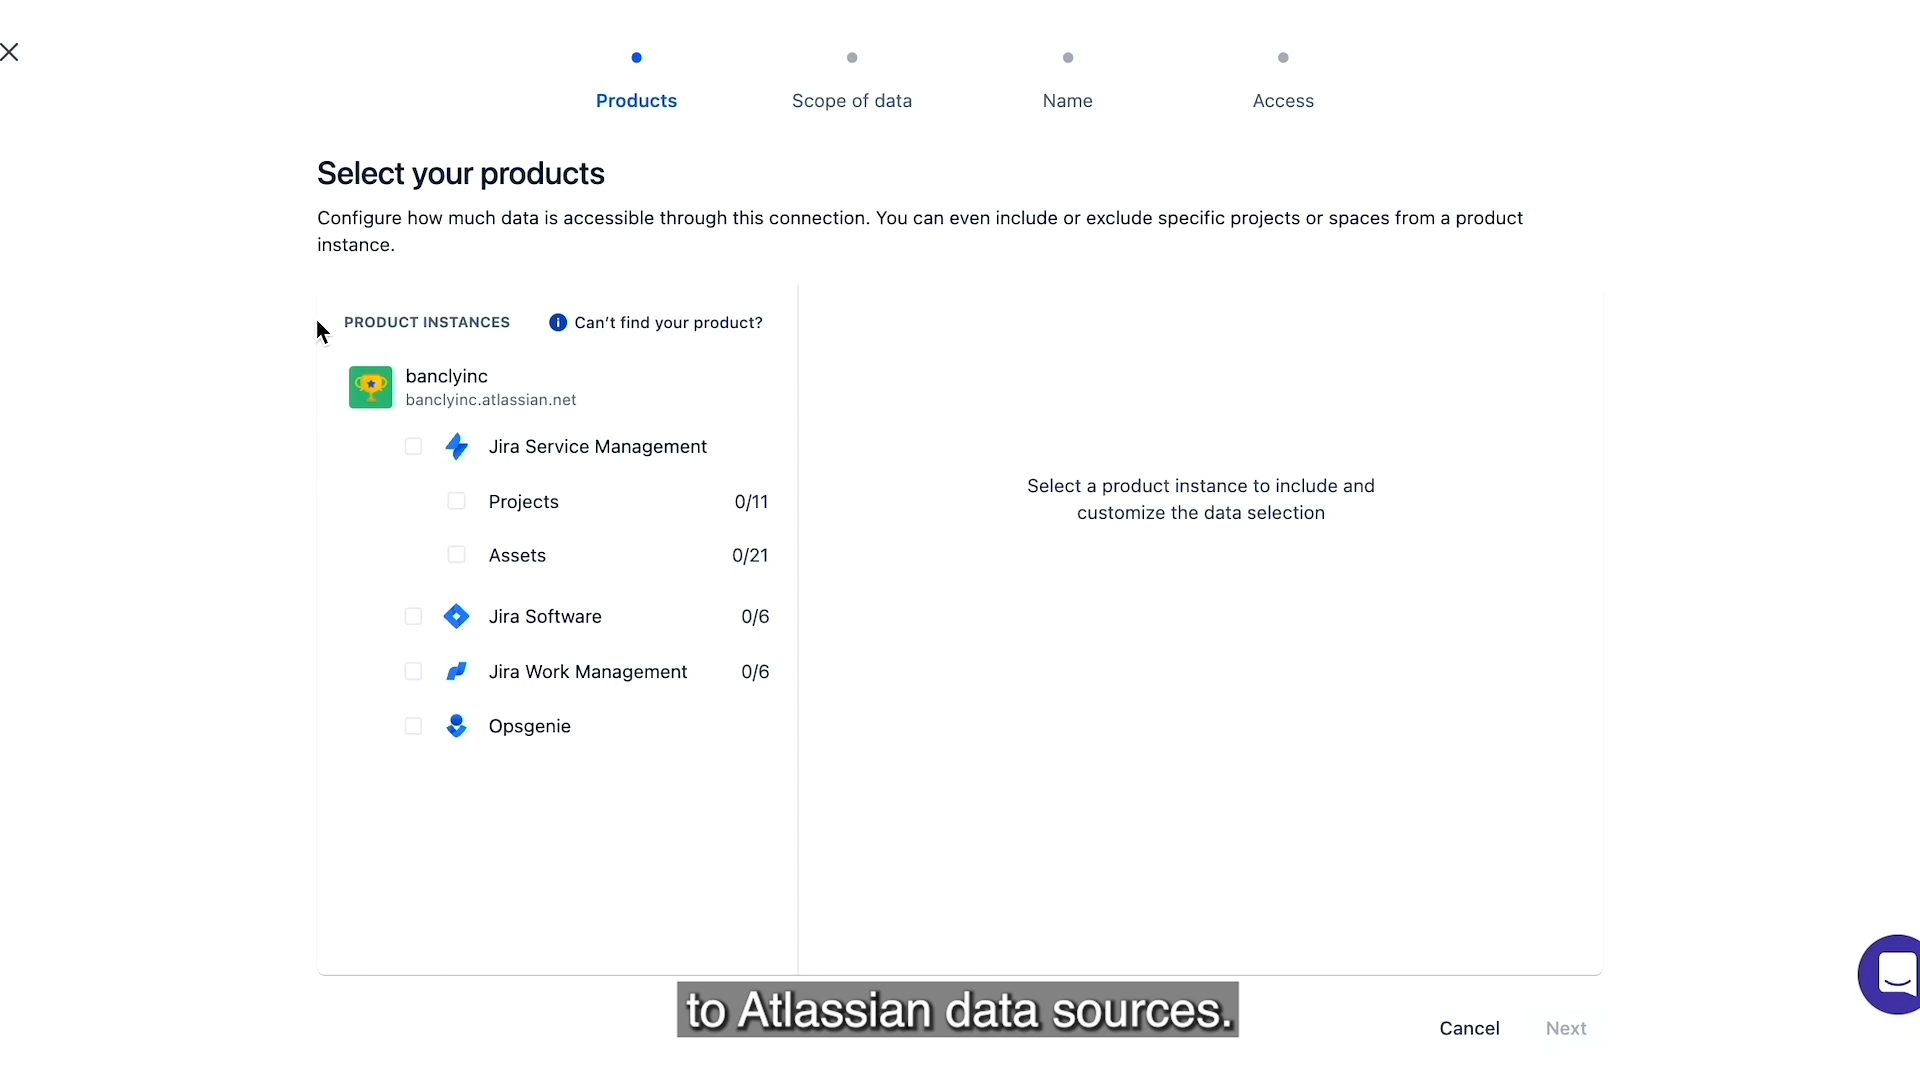 Products
Scope of data
Name
Access
Select your products
Configure how much data is accessible through this connection. You can even include or exclude specific projects or spaces from a product
instance.
PRODUCT INSTANCES
Can't find your product?
banclyinc
banclyinc.atlassian.net
Jira Service Management
Projects 0/11
Assets 0/21
Jira Software 0/6
Jira Work Management 0/6
Opsgenie
Select a product instance to include and
customize the data selection
to Atlassian data sources.
Cancel
Next